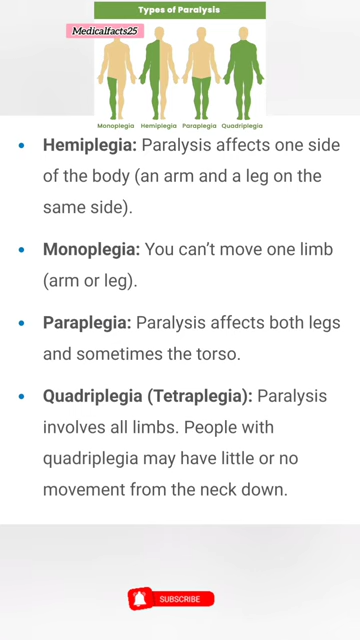 Types of Paralysis
Medicalfacts25
Monoplegia Hemiplegia Paraplegia Quadriplegia
• Hemiplegia: Paralysis affects one side
of the body (an arm and a leg on the
same side).
• Monoplegia: You can’t move one limb
(arm or leg).
• Paraplegia: Paralysis affects both legs
and sometimes the torso.
• Quadriplegia (Tetraplegia): Paralysis
involves all limbs. People with
quadriplegia may have little or no
movement from the neck down.
SUBSCRIBE